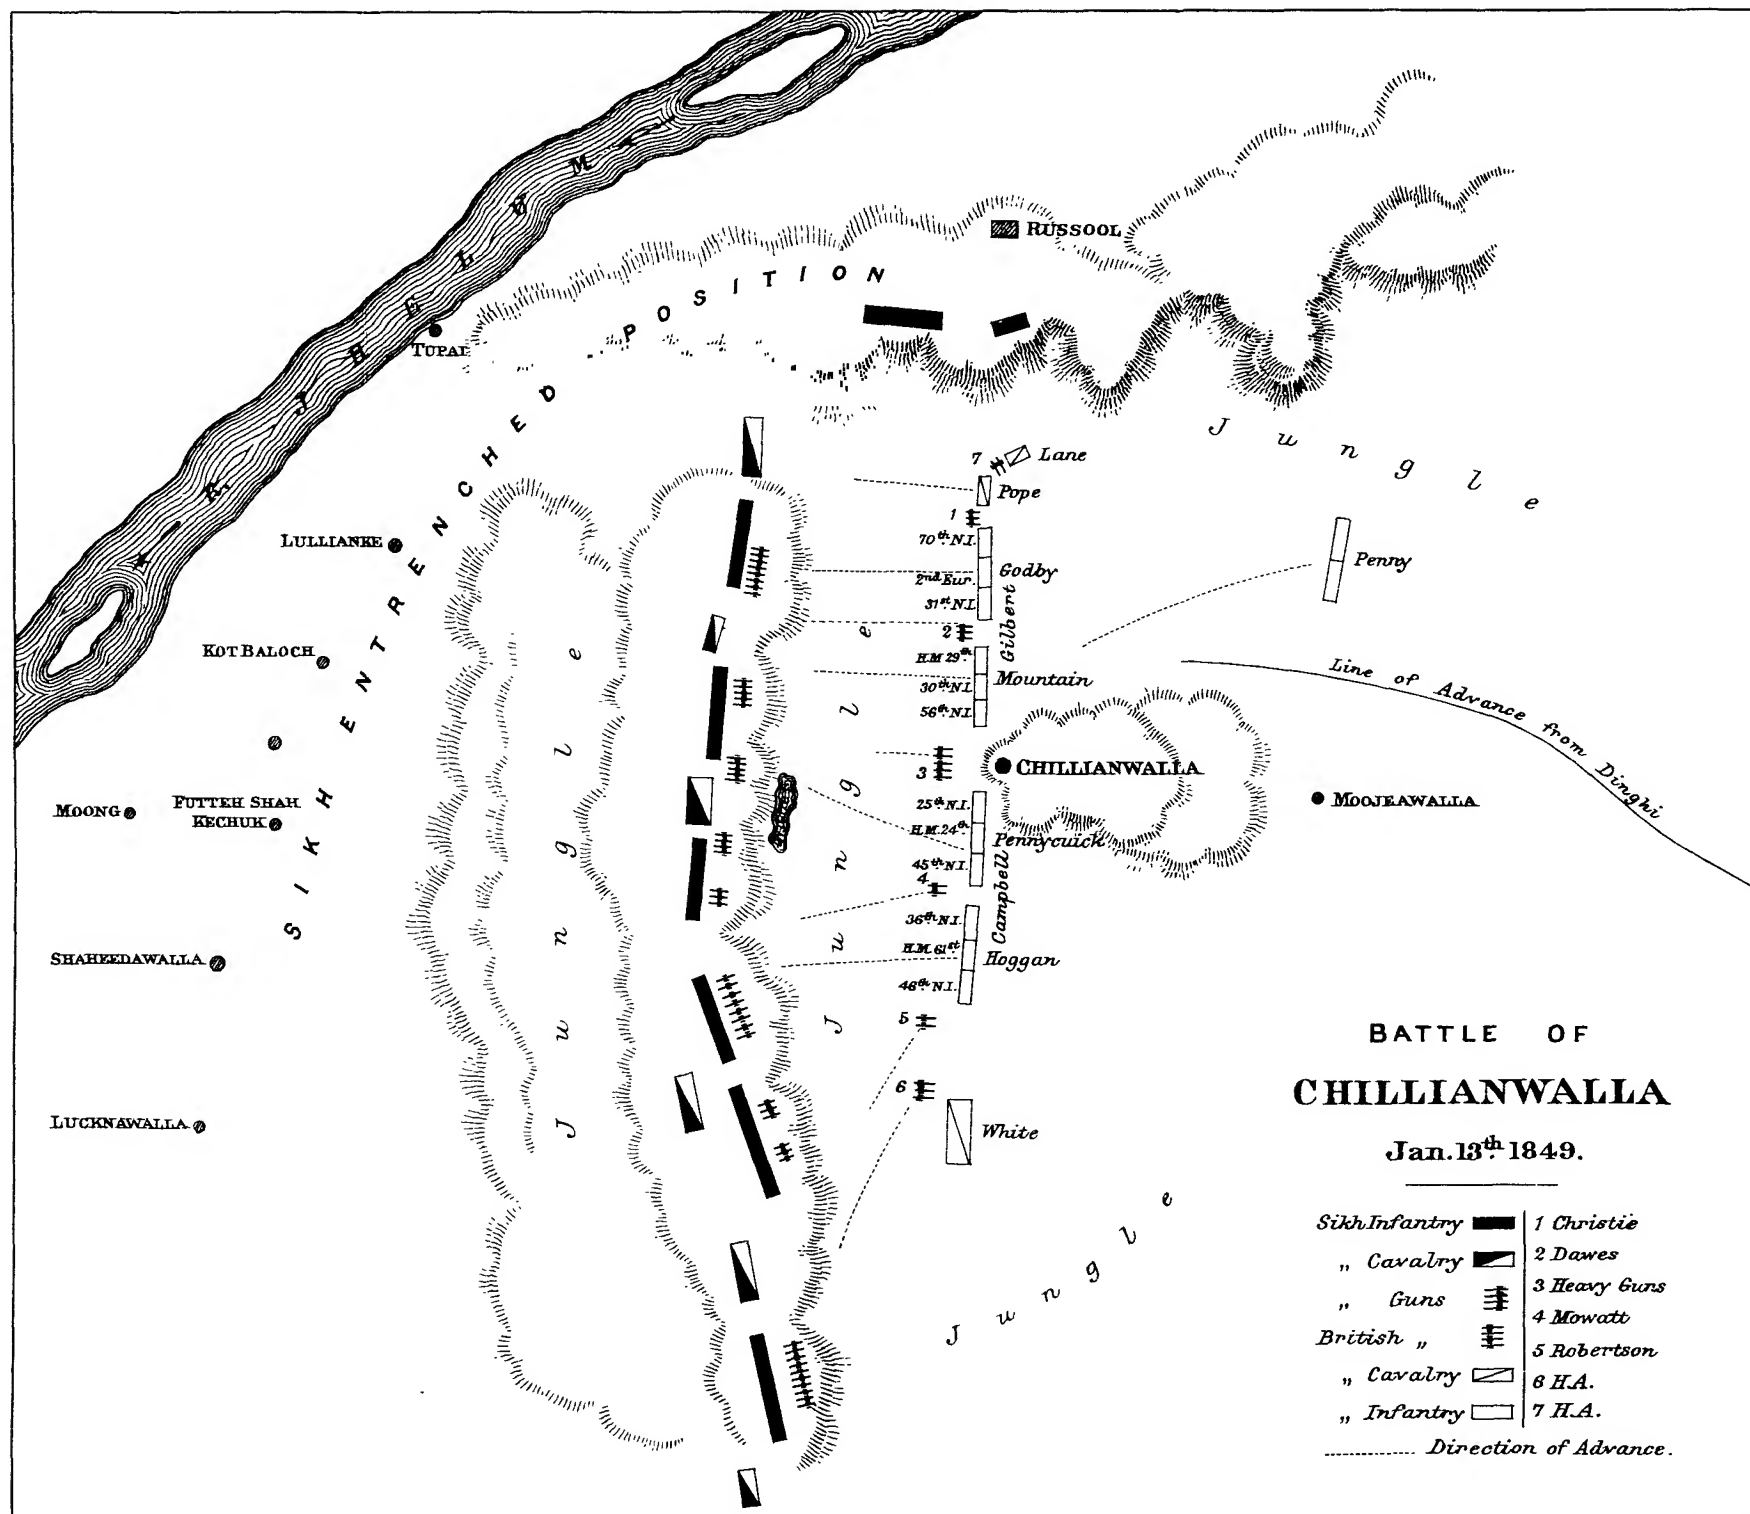 R. JHELUM
RUSSOOL
TUPAI
SIKH ENTRENCHED POSITION
Jungle
7
Lane
Pope
1
70th N.I.
2nd Eur.
31st N.I.
Godby
Gilbert
2
H.M. 29th
30th N.I.
56th N.I.
Mountain
Penny
Line of Advance from Dinghi
LULLIANKE
KOT BALOCH
MOONG
FUTTEH SHAH
KECHUK
SHAHEEDAWALLA
LUCKNAWALLA
Jungle
Jungle
3
CHILLIANWALLA
MOOJEAWALLA
25th N.I.
H.M. 24th
45th N.I.
Pennycuick
Campbell
4
36th N.I.
H.M. 61st
46th N.I.
Hoggan
5
6
White
Jungle
BATTLE OF
CHILLIANWALLA
Jan. 13th 1849.
Sikh Infantry
„ Cavalry
„ Guns
British „
„ Cavalry
„ Infantry
1 Christie
2 Dawes
3 Heavy Guns
4 Mowatt
5 Robertson
6 H.A.
7 H.A.
Direction of Advance.